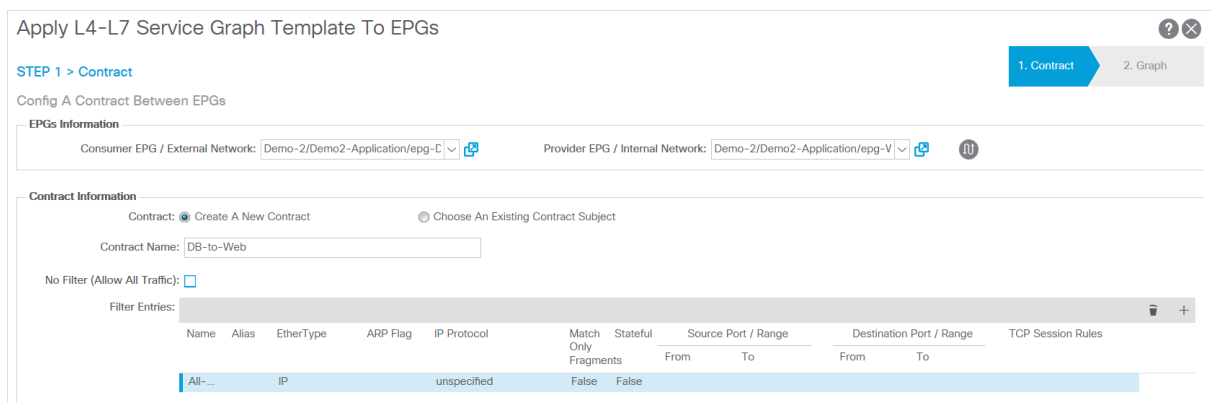 Apply L4-L7 Service Graph Template To EPGs
STEP 1 > Contract
1. Contract
2. Graph
Config A Contract Between EPGs
EPGs Information
Consumer EPG / External Network: Demo-2/Demo2-Application/epg-D
Provider EPG / Internal Network: Demo-2/Demo2-Application/epg-V
Contract Information
Contract: Create A New Contract Choose An Existing Contract Subject
Contract Name: DB-to-Web
No Filter (Allow All Traffic):
Filter Entries:
Name Alias EtherType ARP Flag IP Protocol Match Only Fragments Stateful Source Port / Range Destination Port / Range TCP Session Rules
From To From To
All-... IP unspecified False False